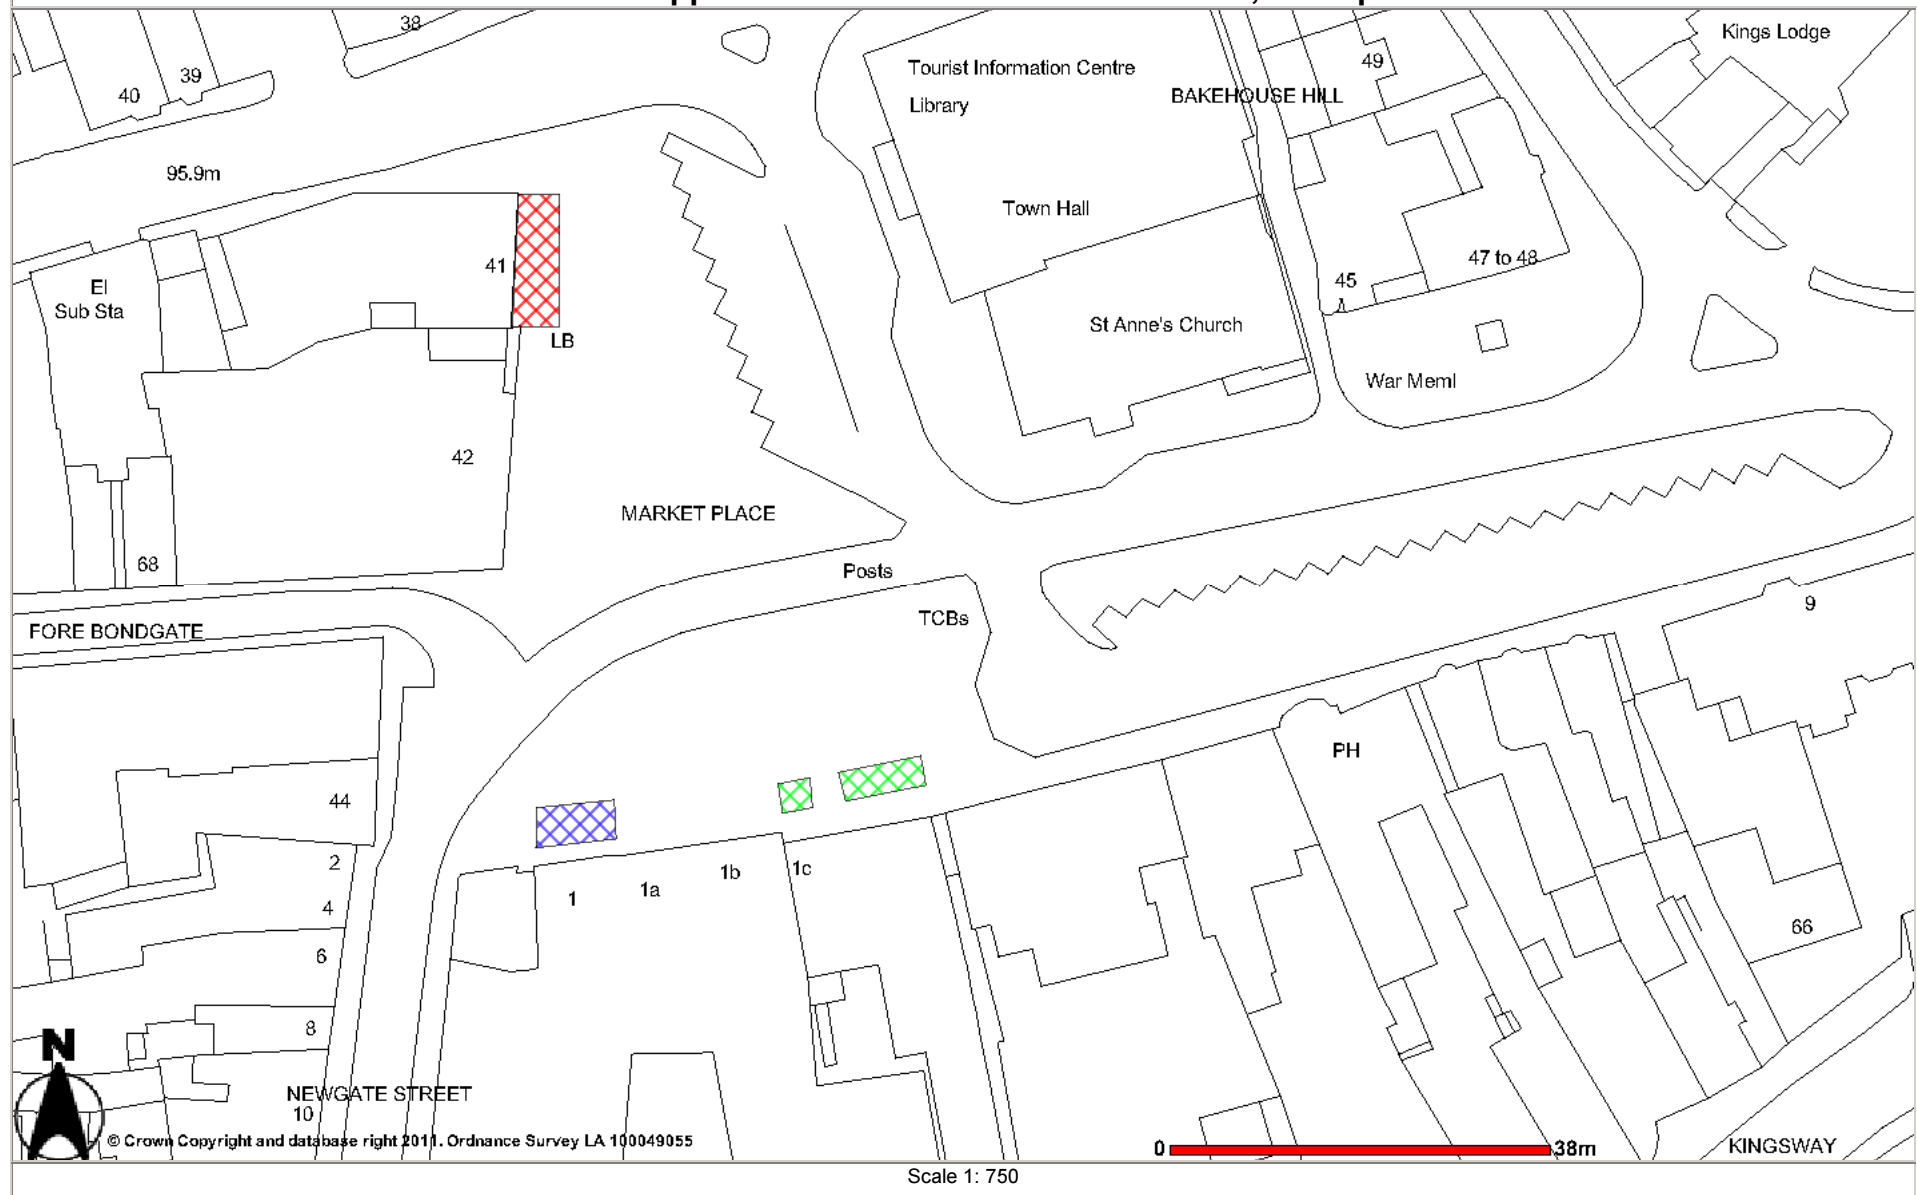 38
Kings Lodge
Tourist Information Centre
49
39
40
BAKEHOUSE HILL
Library
95.9m
Town Hall
47 to 48
41
45
El
Sub Sta
St Anne's Church
LB
War Meml
42
MARKET PLACE
68
Posts
9
TCBs
FORE BONDGATE
PH
44
2
1c
1b
1a
1
4
66
6
8
N
NEWGATE STREET
10
© Crown Copyright and database right 2011. Ordnance Survey LA 100049055
0
38m
KINGSWAY
Scale 1: 750